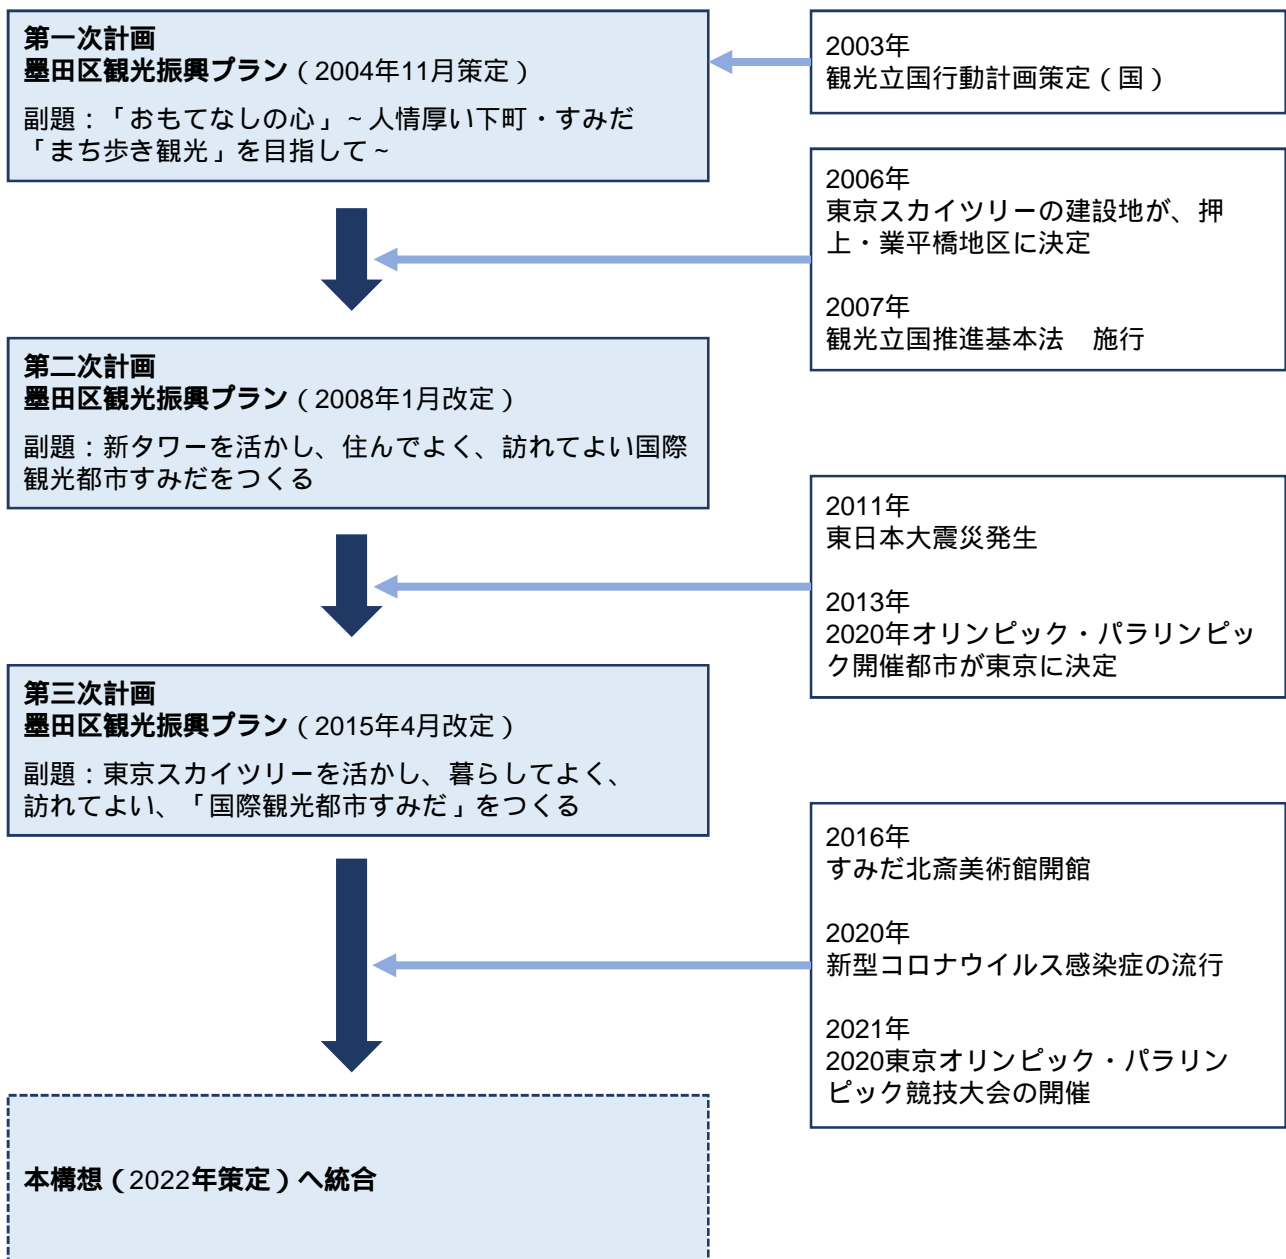 第一次計画
墨田区観光振興プラン（2004年11月策定）
副題：「おもてなしの心」~人情厚い下町・すみだ
「まち歩き観光」を目指して~
2003年
観光立国行動計画策定（国）
2006年
東京スカイツリーの建設地が、押
上・業平橋地区に決定
2007年
観光立国推進基本法　施行
第二次計画
墨田区観光振興プラン（2008年1月改定）
副題：新タワーを活かし、住んでよく、訪れてよい国際
観光都市すみだをつくる
2011年
東日本大震災発生
2013年
2020年オリンピック・パラリンピッ
ク開催都市が東京に決定
第三次計画
墨田区観光振興プラン（2015年4月改定）
副題：東京スカイツリーを活かし、暮らしてよく、
訪れてよい、「国際観光都市すみだ」をつくる
2016年
すみだ北斎美術館開館
2020年
新型コロナウイルス感染症の流行
2021年
2020東京オリンピック・パラリン
ピック競技大会の開催
本構想（2022年策定）へ統合